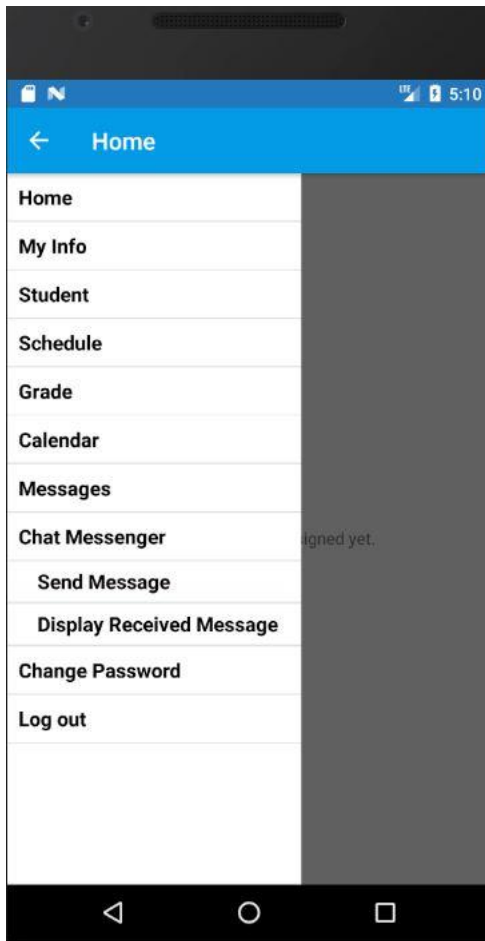 LTE 5:10
Home
Home
My Info
Student
Schedule
Grade
Calendar
Messages
Chat Messenger
igned yet.
Send Message
Display Received Message
Change Password
Log out